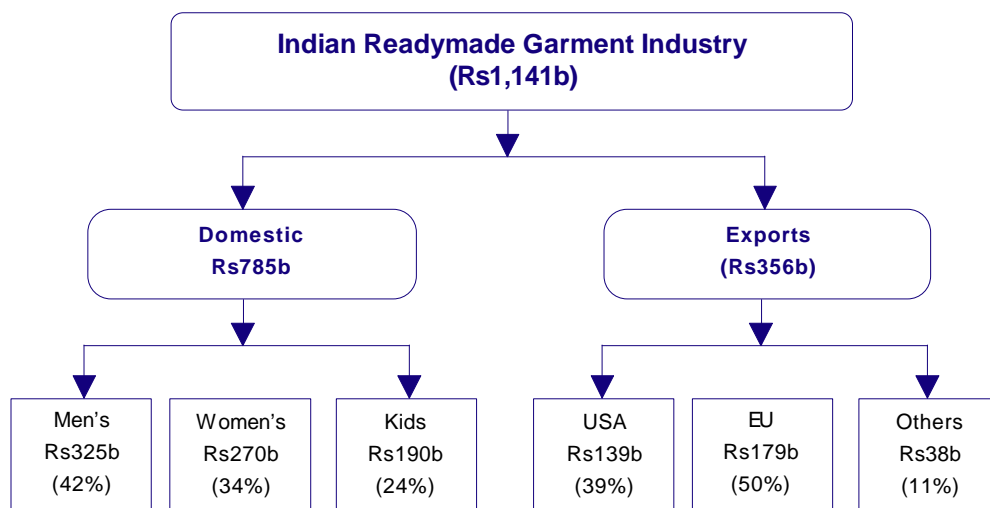 Indian Readymade Garment Industry
(Rs1,141b)
Domestic
Rs785b
Exports
(Rs356b)
Men's
Rs325b
(42%)
Women's
Rs270b
(34%)
Kids
Rs190b
(24%)
USA
Rs139b
(39%)
EU
Rs179b
(50%)
Others
Rs38b
(11%)